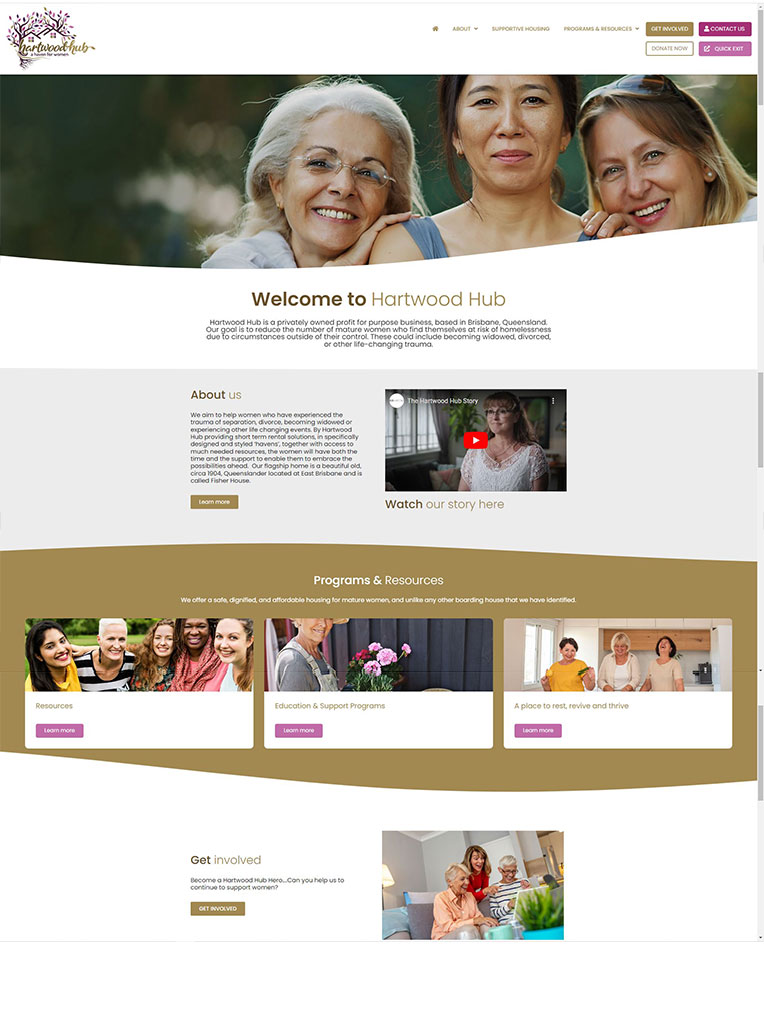 hartwood hub
a haven for women
ABOUT
SUPPORTIVE HOUSING
PROGRAMS & RESOURCES
GET INVOLVED
CONTACT US
DONATE NOW
QUICK EXIT
Welcome to Hartwood Hub
Hartwood Hub is a privately owned profit for purpose business, based in Brisbane, Queensland.
Our goal is to reduce the number of mature women who find themselves at risk of homelessness
due to circumstances outside of their control. These could include becoming widowed, divorced,
or other life-changing trauma.
About us
We aim to help women who have experienced the
trauma of separation, divorce, becoming widowed or
experiencing other life changing events. By Hartwood
Hub providing short term rental solutions, in specifically
designed and styled 'havens', together with access to
much needed resources, the women will have both the
time and the support to enable them to embrace the
possibilities ahead. Our flagship home is a beautiful old,
circa 1904, Queenslander located at East Brisbane and is
called Fisher House.
Learn more
The Hartwood Hub Story
Watch our story here
Programs & Resources
We offer a safe, dignified, and affordable housing for mature women, and unlike any other boarding house that we have identified.
Resources
Learn more
Education & Support Programs
Learn more
A place to rest, revive and thrive
Learn more
Get involved
Become a Hartwood Hub Hero....Can you help us to
continue to support women?
GET INVOLVED